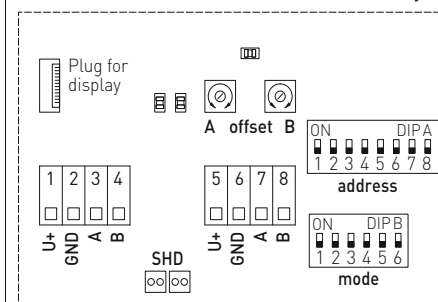 Plug for
display
A offset B
ON DIP A
1 2 3 4 5 6 7 8
address
1 2 3 4
U+ GND A B
5 6 7 8
U+ GND A B
ON DIP B
1 2 3 4 5 6
mode
SHD